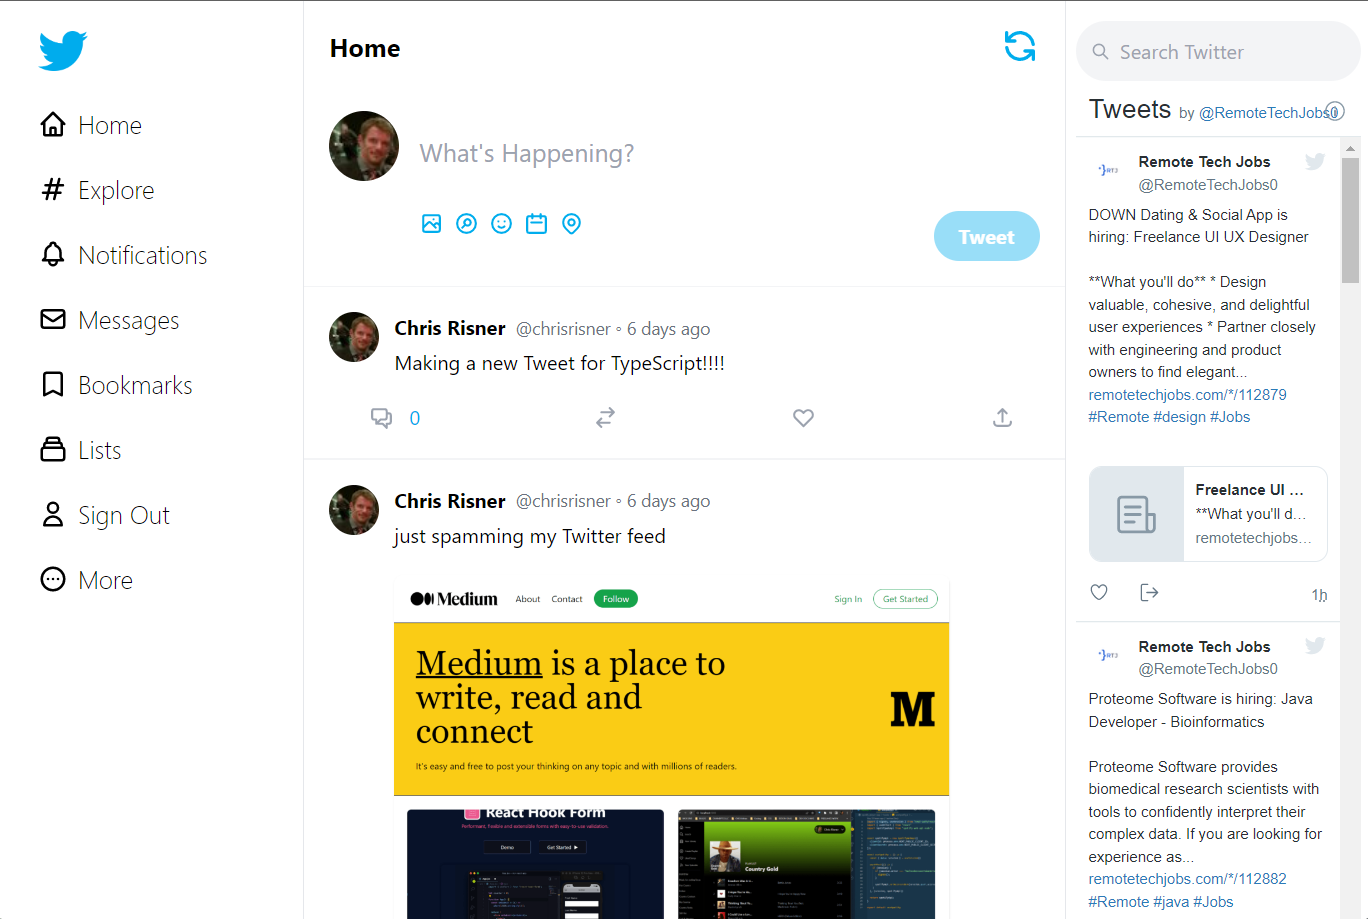 Home
Explore
Notifications
Messages
Bookmarks
Lists
Sign Out
More
Home
What's Happening?
Tweet
Chris Risner @chrisrisner • 6 days ago
Making a new Tweet for TypeScript!!!!
0
Chris Risner @chrisrisner • 6 days ago
just spamming my Twitter feed
Medium About Contact Follow Sign In Get Started
Medium is a place to
write, read and
connect
M
It's easy and free to post your thinking on any topic and with millions of readers.
React Hook Form
Performant, flexible and extensible forms with easy-to-use validation.
Demo Get Started
Country Gold
Search Twitter
Tweets by @RemoteTechJobs0
Remote Tech Jobs
@RemoteTechJobs0
DOWN Dating & Social App is
hiring: Freelance UI UX Designer
**What you'll do** * Design
valuable, cohesive, and delightful
user experiences * Partner closely
with engineering and product
owners to find elegant...
remotetechjobs.com/*/112879
#Remote #design #Jobs
Freelance UI ...
**What you'll d...
remotetechjobs...
1h
Remote Tech Jobs
@RemoteTechJobs0
Proteome Software is hiring: Java
Developer - Bioinformatics
Proteome Software provides
biomedical research scientists with
tools to confidently interpret their
complex data. If you are looking for
experience as...
remotetechjobs.com/*/112882
#Remote #java #Jobs